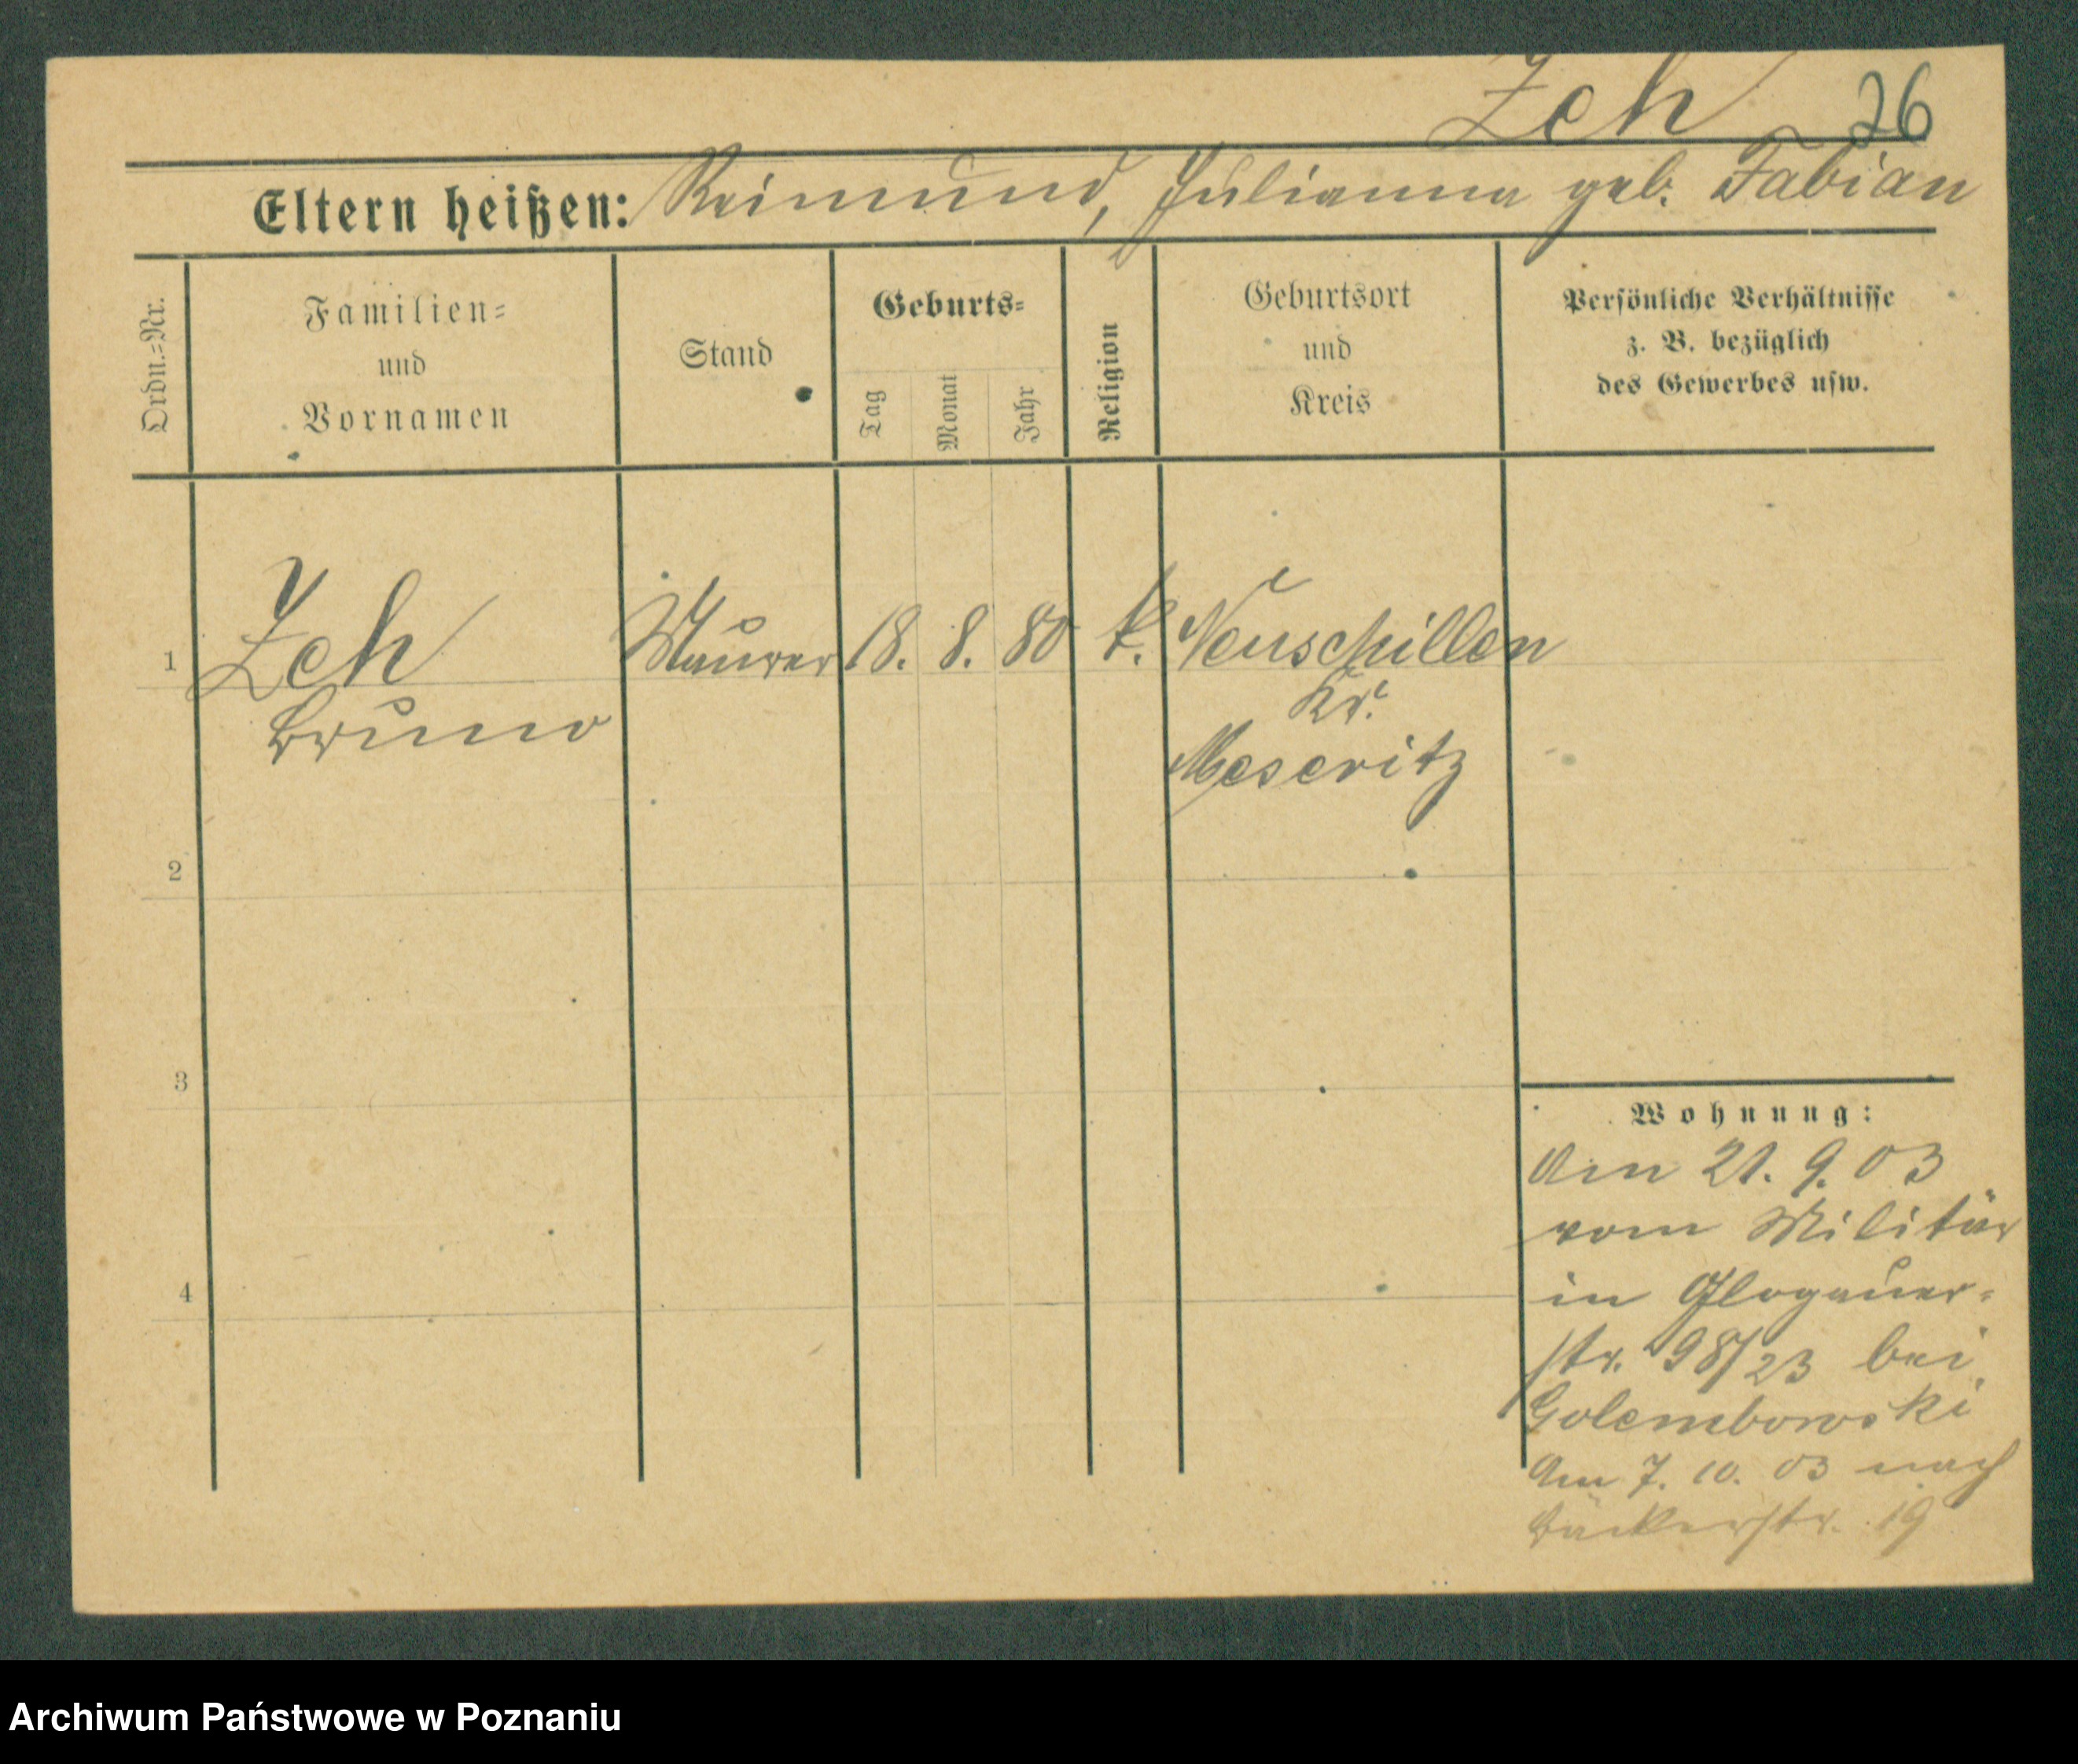 Zeh 26
Eltern heißen: Reimund, Julianna geb. Fabian
Ordn.=Nr.
Familien=
und
Vornamen
Stand
Geburts=
Tag
Monat
Jahr
Religion
Geburtsort
und
Kreis
Persönliche Verhältnisse
z. B. bezüglich
des Gewerbes usw.
1 Zeh Maurer 18. 8. 80 k. Neuschillen
Bruno Kr.
Meseritz
2
3
4
Wohnung:
Am 21. 9. 03
vom Militär
in Glogauer-
str. 98/23 bei
Golembowski
Am 7. 10. 03 nach
Bäckerstr. 19
Archiwum Państwowe w Poznaniu